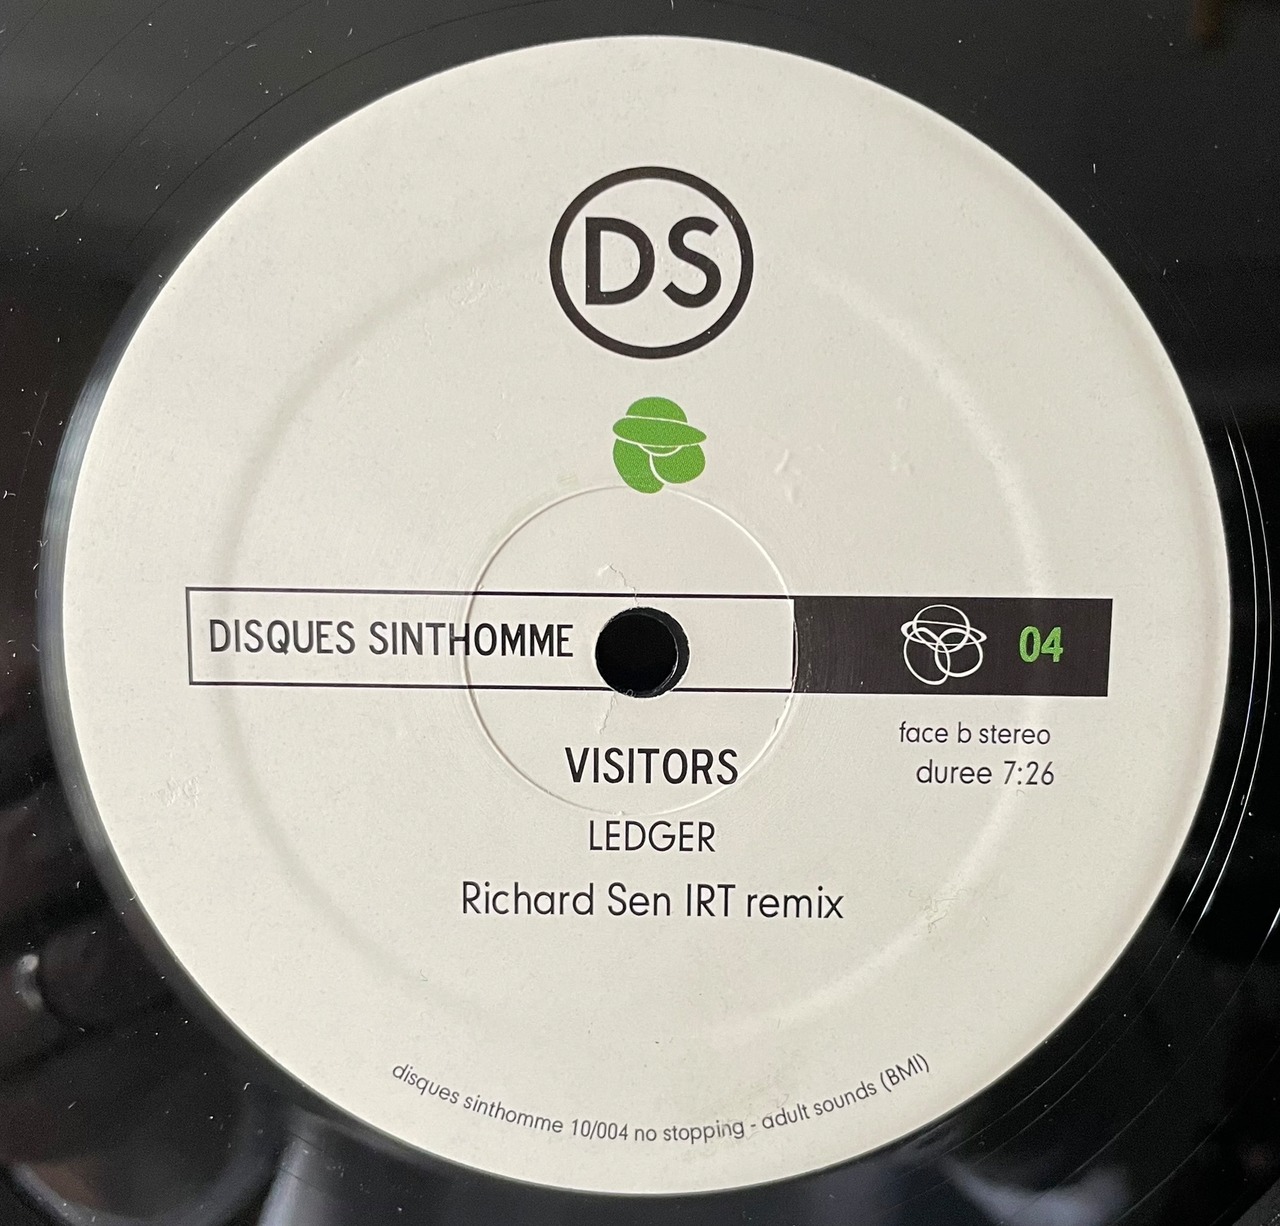 DS
DISQUES SINTHOMME 04
face b stereo
duree 7:26
VISITORS
LEDGER
Richard Sen IRT remix
disques sinthomme 10/004 no stopping - adult sounds (BMI)